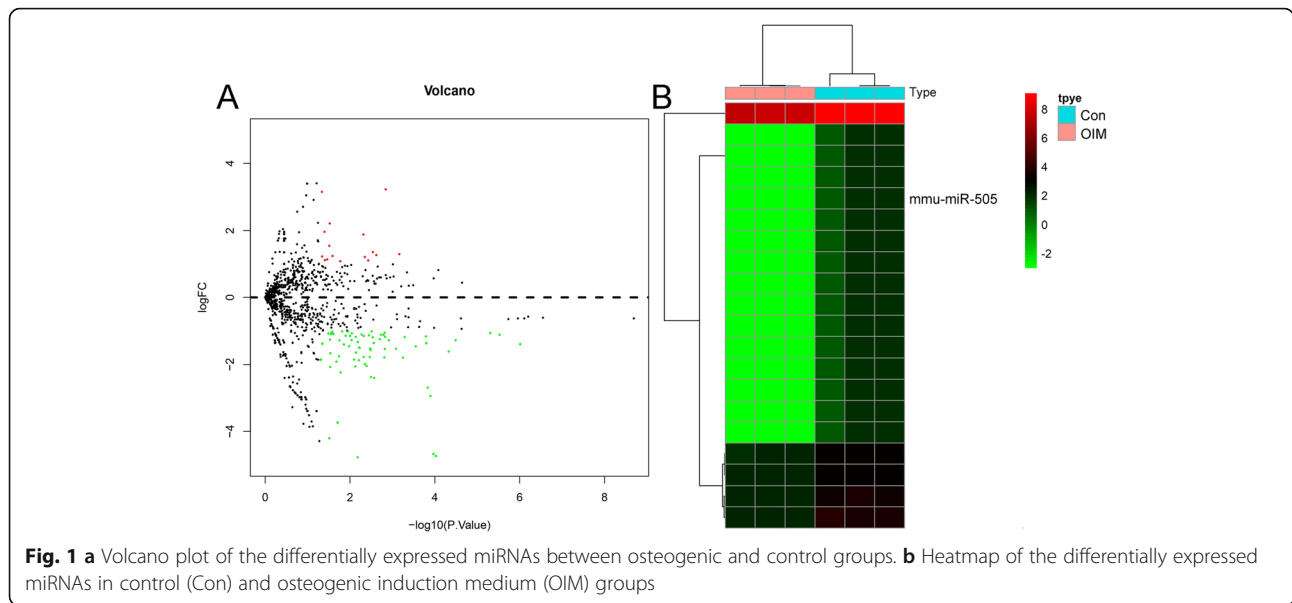 A
Volcano
logFC
4
2
0
−2
−4
0 2 4 6 8
−log10(P.Value)
B
Type
mmu-miR-505
8
6
4
2
0
-2
tpye
Con
OIM
Fig. 1 a Volcano plot of the differentially expressed miRNAs between osteogenic and control groups. b Heatmap of the differentially expressed
miRNAs in control (Con) and osteogenic induction medium (OIM) groups